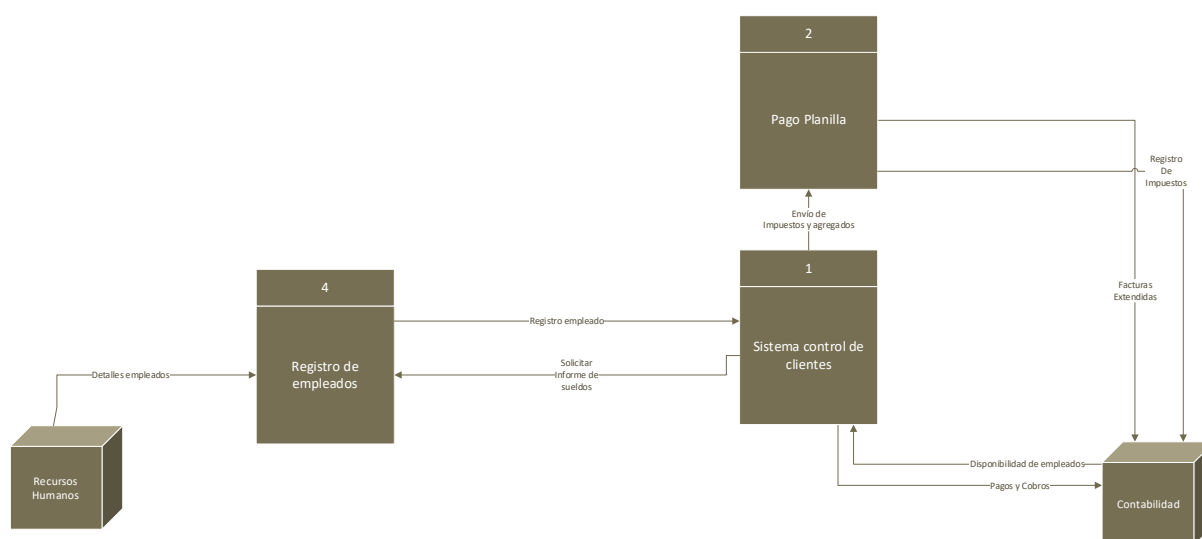 2
Pago Planilla
Registro
De
Impuestos
Envío de
Impuestos y agregados
1
Sistema control de
clientes
4
Registro de
empleados
Registro empleado
Solicitar
Informe de
sueldos
Facturas
Extendidas
Detalles empleados
Recursos
Humanos
Disponibilidad de empleados
Pagos y Cobros
Contabilidad